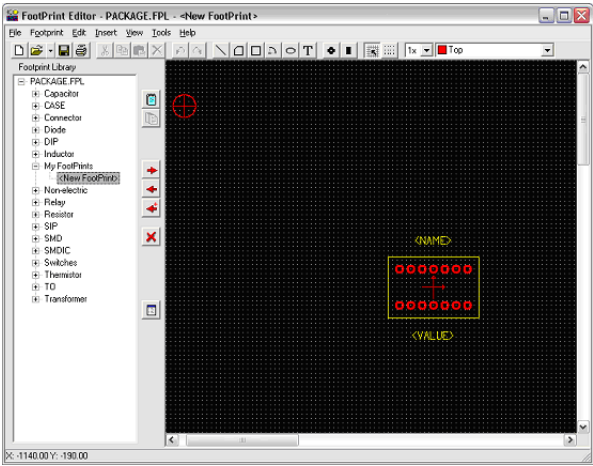 FootPrint Editor - PACKAGE.FPL - <New FootPrint>
File Footprint Edit Insert View Tools Help
T 1x Top
Footprint Library
PACKAGE.FPL
Capacitor
CASE
Connector
Diode
DIP
Inductor
My FootPrints
<New FootPrint>
Non-electric
Relay
Resistor
SIP
SMD
SMDIC
Switches
Thermistor
TO
Transformer
<NAME>
<VALUE>
X: -1140.00 Y: -190.00